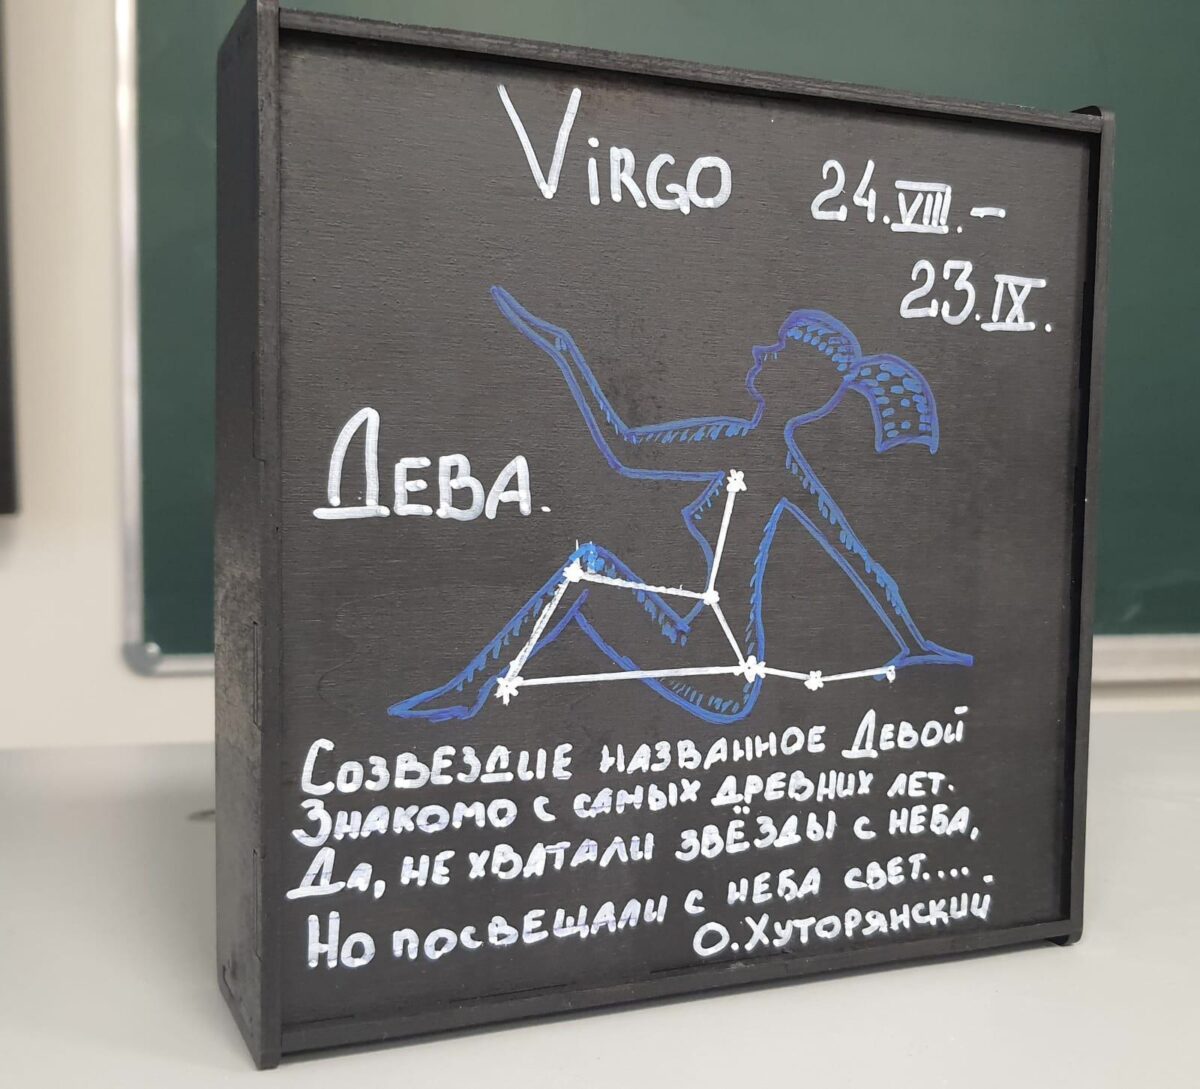 Virgo
24.VIII. –
23.IX.
Дева.
Созвездие названное Девой
Знакомо с самых древних лет.
Да, не хватали звёзды с неба,
Но посвещали с неба свет....
О.Хуторянский.